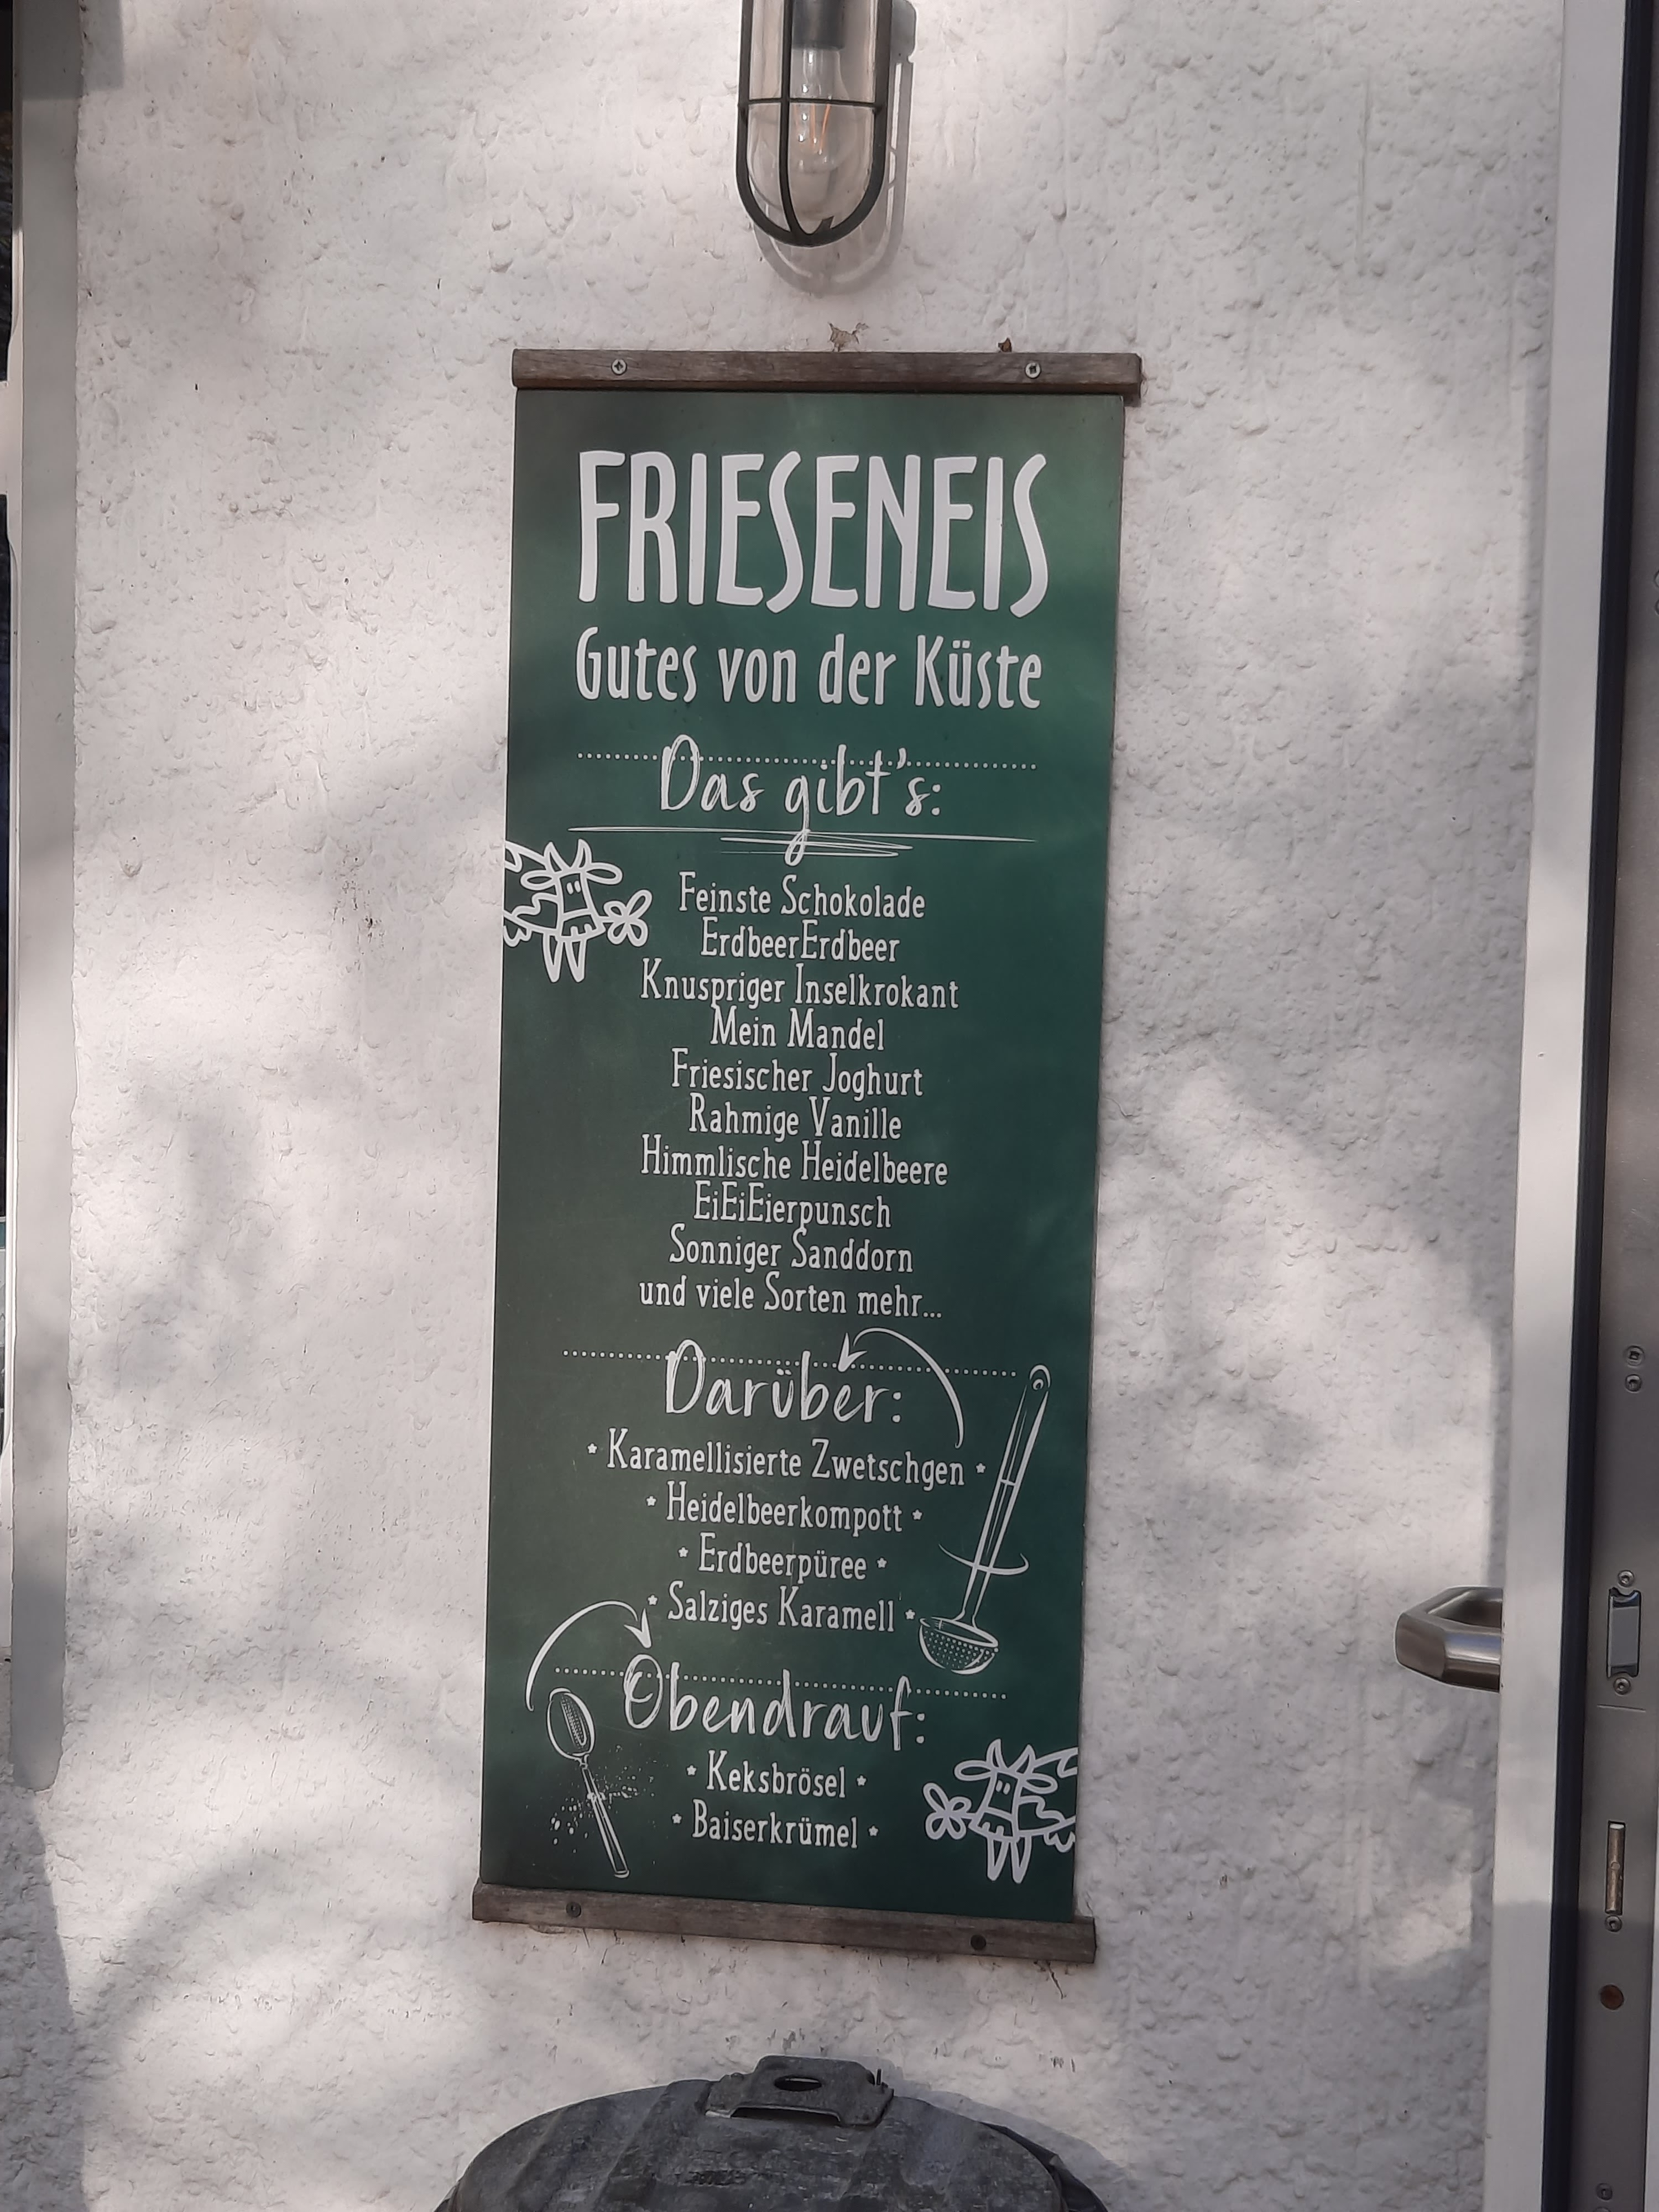 FRIESENEIS
Gutes von der Küste
Das gibt's:
Feinste Schokolade
ErdbeerErdbeer
Knuspriger Inselkrokant
Mein Mandel
Friesischer Joghurt
Rahmige Vanille
Himmlische Heidelbeere
EiEiEierpunsch
Sonniger Sanddorn
und viele Sorten mehr...
Darüber:
• Karamellisierte Zwetschgen •
• Heidelbeerkompott •
• Erdbeerpüree •
• Salziges Karamell •
Obendrauf:
• Keksbrösel •
• Baiserkrümel •